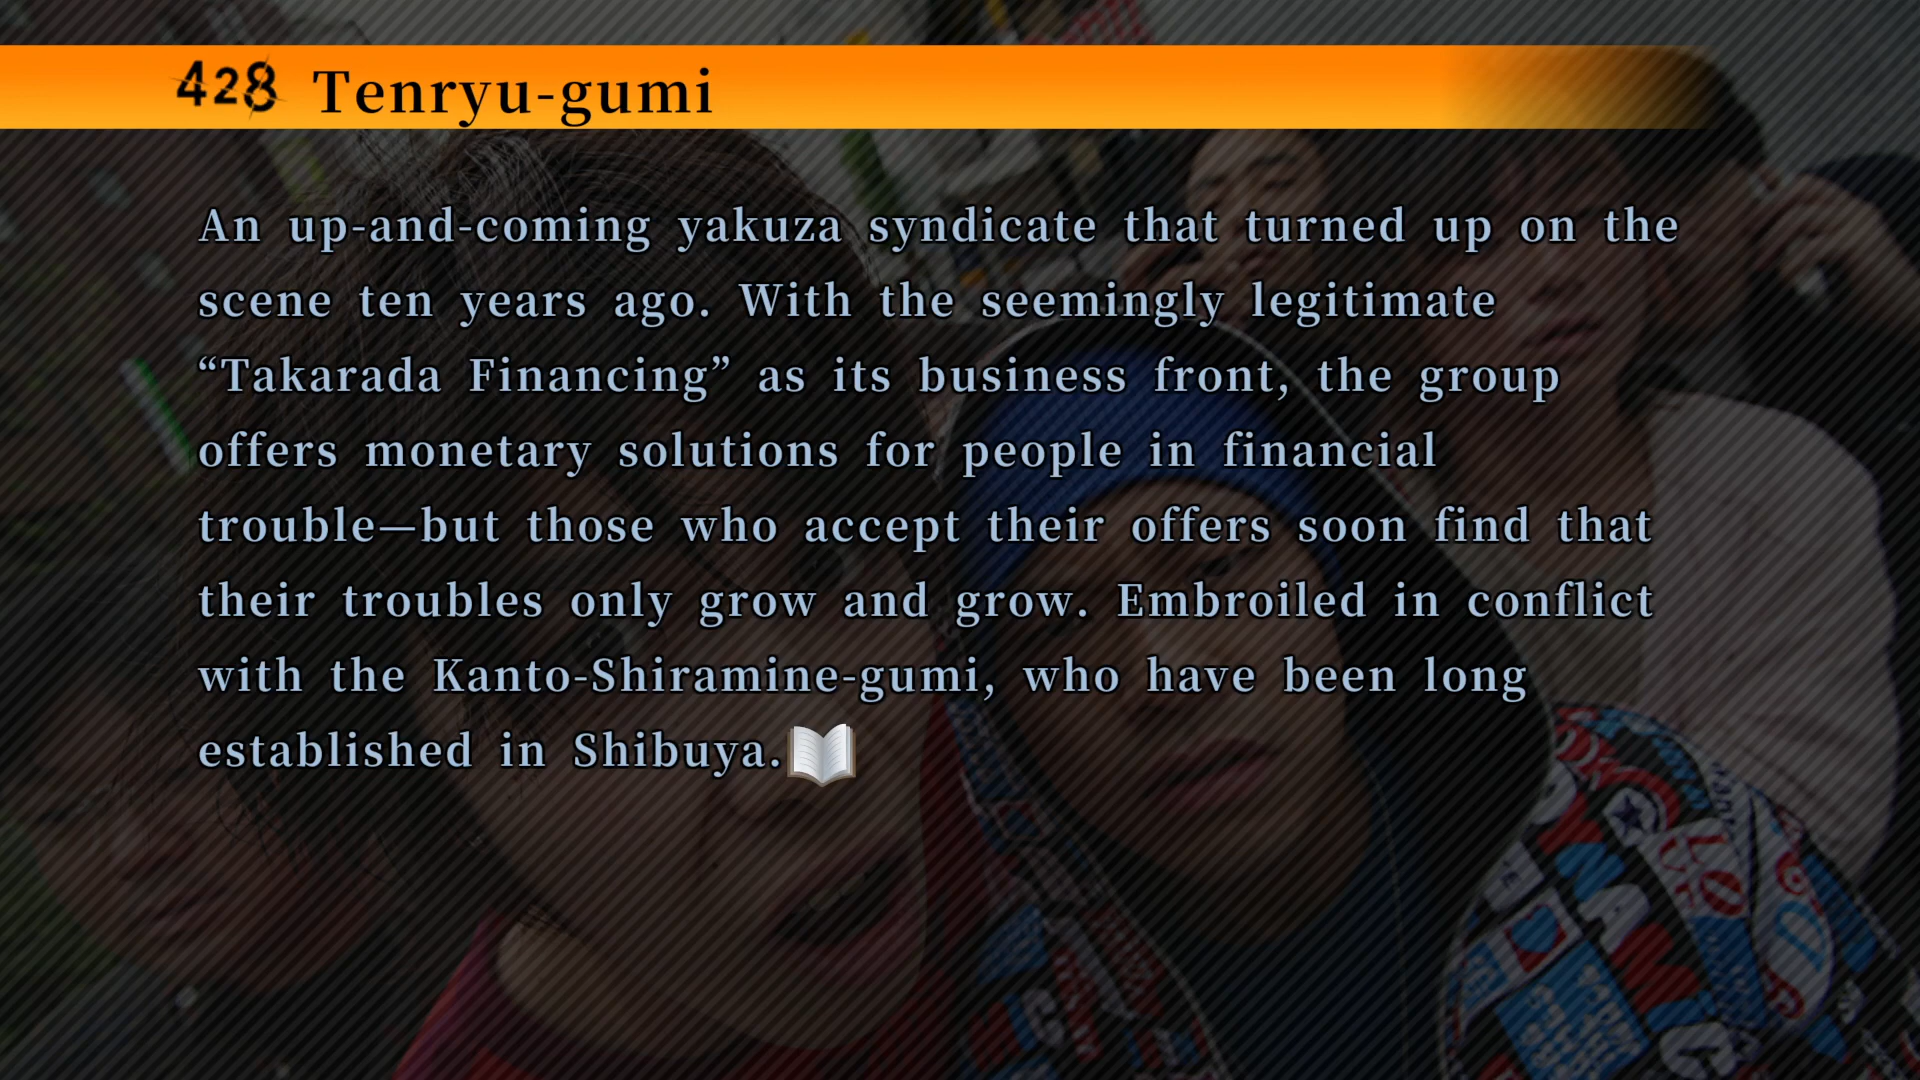 428 Tenryu-gumi
An up-and-coming yakuza syndicate that turned up on the
scene ten years ago. With the seemingly legitimate
“Takarada Financing” as its business front, the group
offers monetary solutions for people in financial
trouble—but those who accept their offers soon find that
their troubles only grow and grow. Embroiled in conflict
with the Kanto-Shiramine-gumi, who have been long
established in Shibuya.